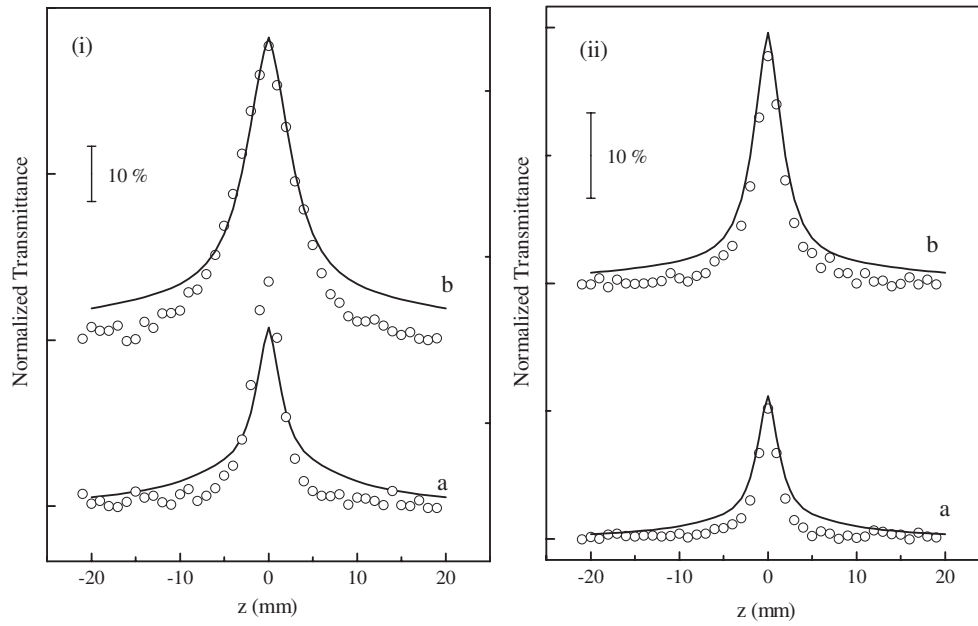 (i)
10 %
b
a
Normalized Transmittance
-20 -10 0 10 20
z (mm)
(ii)
10 %
b
a
Normalized Transmittance
-20 -10 0 10 20
z (mm)